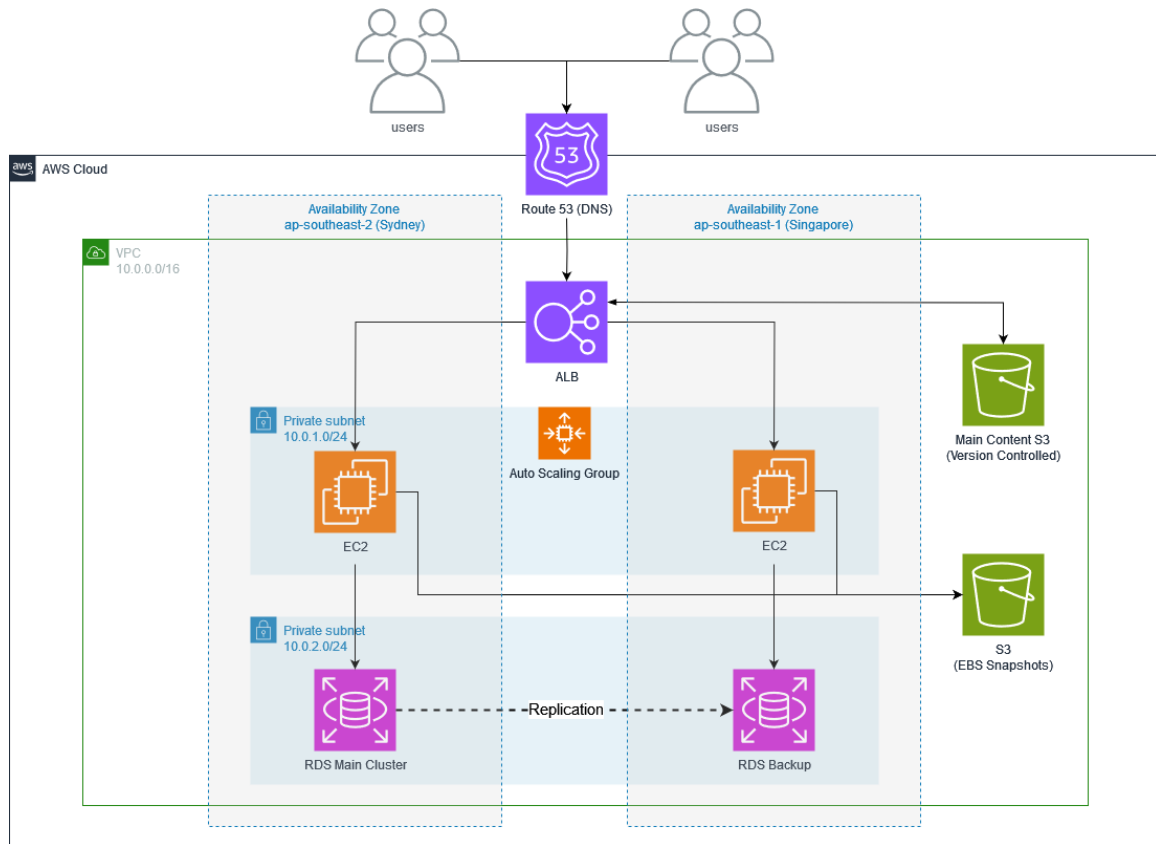 users
users
53
aws
AWS Cloud
Route 53 (DNS)
Availability Zone
ap-southeast-2 (Sydney)
Availability Zone
ap-southeast-1 (Singapore)
VPC
10.0.0.0/16
ALB
Main Content S3
(Version Controlled)
Private subnet
10.0.1.0/24
Auto Scaling Group
EC2
EC2
S3
(EBS Snapshots)
Private subnet
10.0.2.0/24
Replication
RDS Main Cluster
RDS Backup